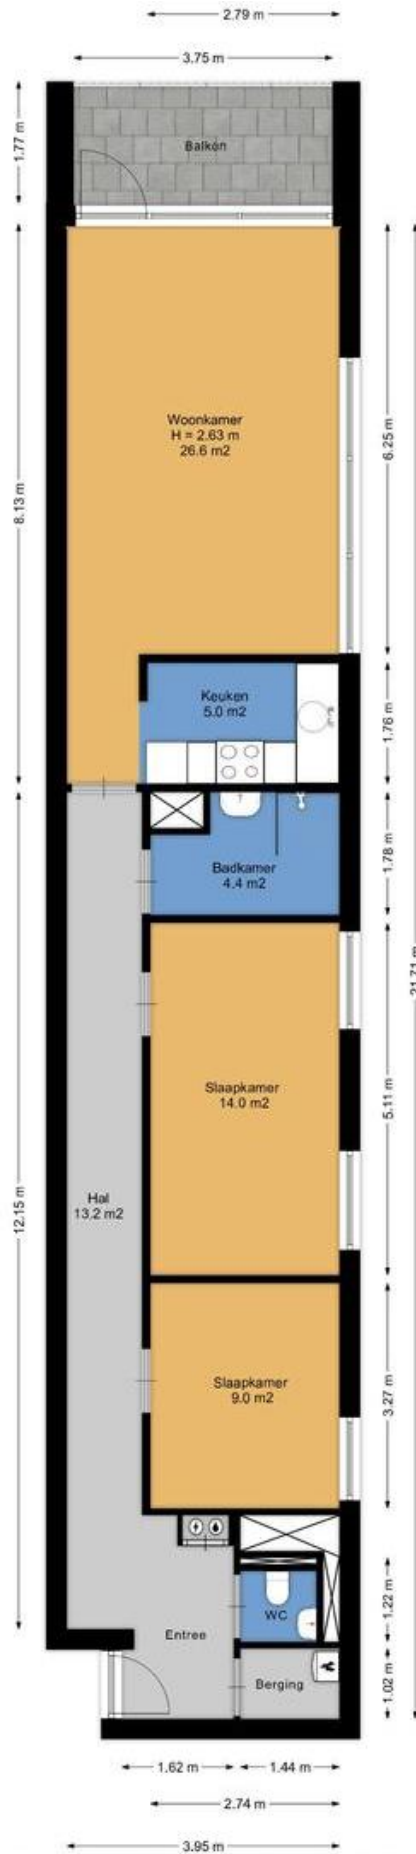 2.79 m
3.75 m
1.77 m
Balkon
Woonkamer
H = 2.63 m
26.6 m2
8.13 m
6.25 m
Keuken
5.0 m2
1.76 m
Badkamer
4.4 m2
1.78 m
Slaapkamer
14.0 m2
5.11 m
21.71 m
Hal
13.2 m2
12.15 m
Slaapkamer
9.0 m2
3.27 m
WC
1.22 m
Entree
Berging
1.02 m
1.62 m
1.44 m
2.74 m
3.95 m